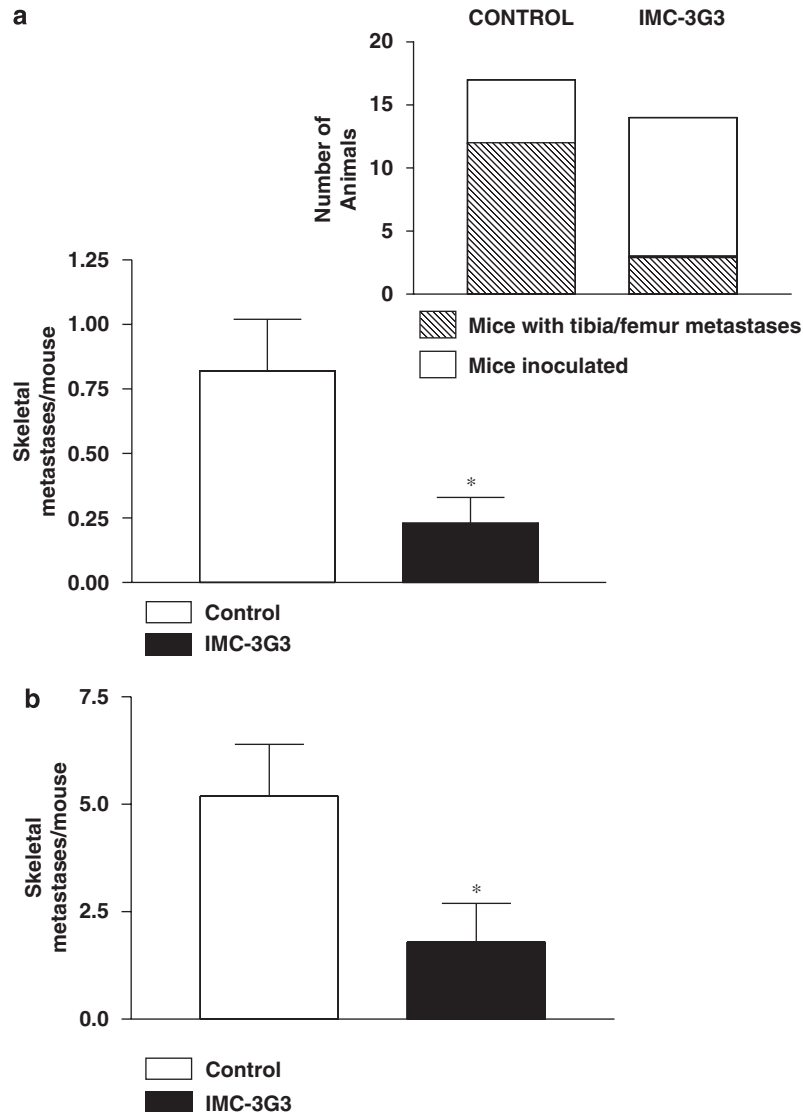 a
CONTROL IMC-3G3
20
15
10
5
0
Number of
Animals
Mice with tibia/femur metastases
Mice inoculated
1.25
1.00
0.75
0.50
0.25
0.00
Skeletal
metastases/mouse
*
Control
IMC-3G3
b
7.5
5.0
2.5
0.0
Skeletal
metastases/mouse
*
Control
IMC-3G3